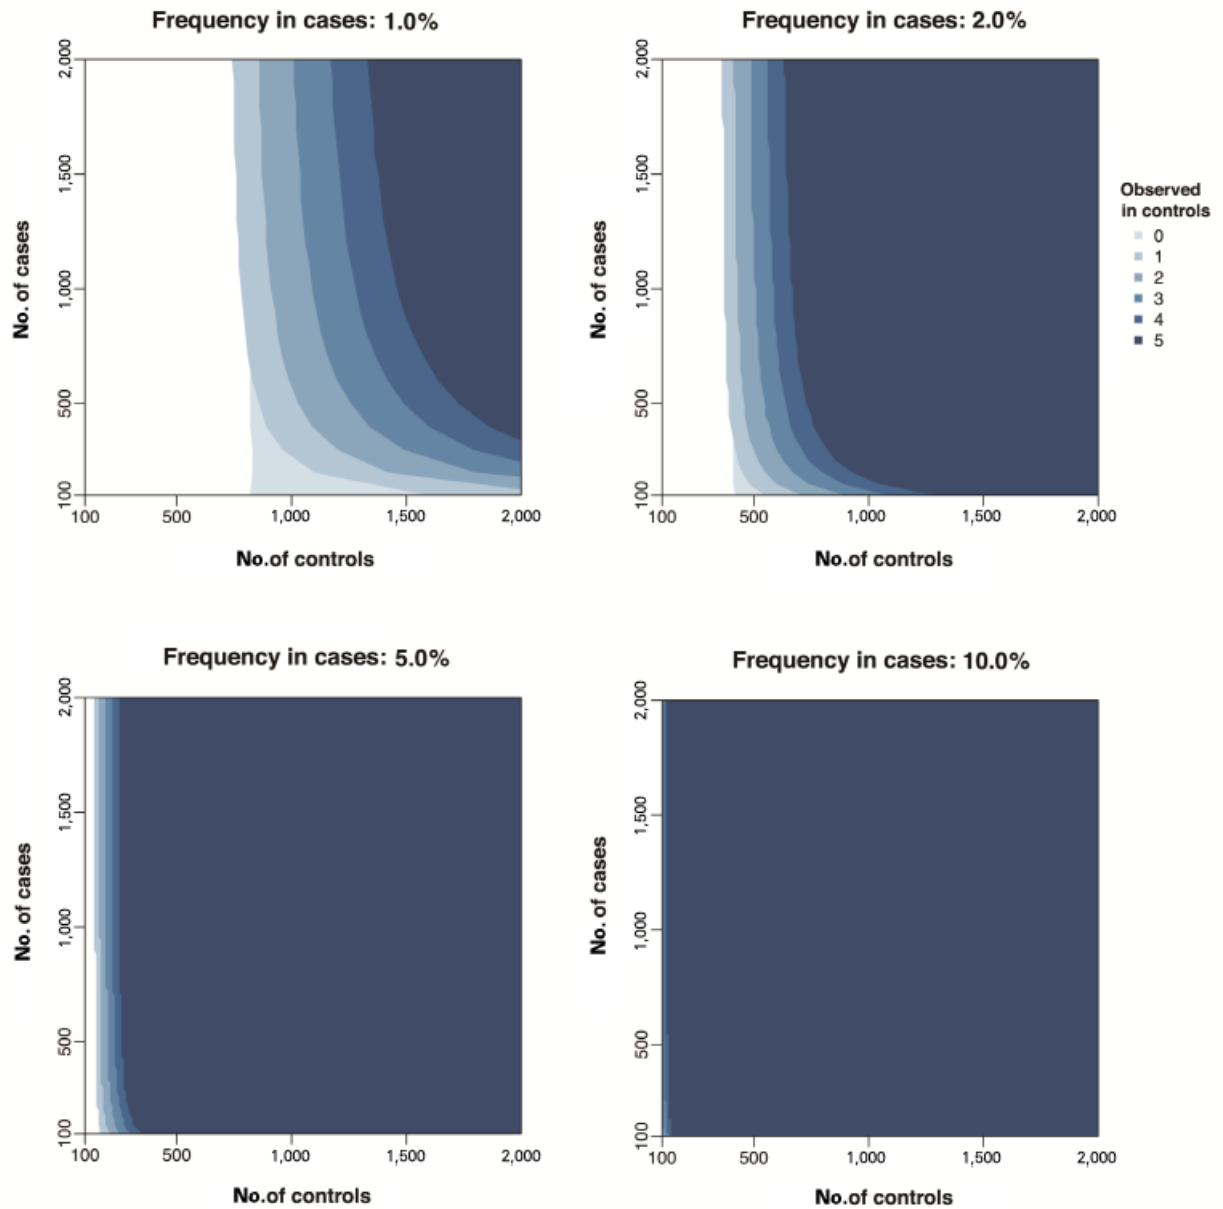 Frequency in cases: 1.0%
2,000
1,500
1,000
500
100
No. of cases
100 500 1,000 1,500 2,000
No.of controls
Frequency in cases: 2.0%
2,000
1,500
1,000
500
100
No. of cases
100 500 1,000 1,500 2,000
No.of controls
Observed
in controls
0
1
2
3
4
5
Frequency in cases: 5.0%
2,000
1,500
1,000
500
100
No. of cases
100 500 1,000 1,500 2,000
No.of controls
Frequency in cases: 10.0%
2,000
1,500
1,000
500
100
No. of cases
100 500 1,000 1,500 2,000
No.of controls